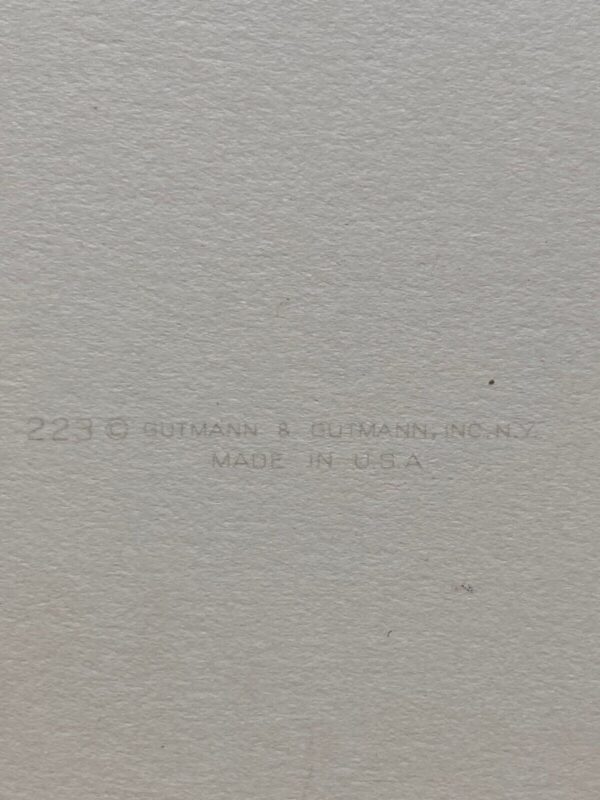 223 © GUTMANN & GUTMANN, INC. N.Y.
MADE IN U.S.A